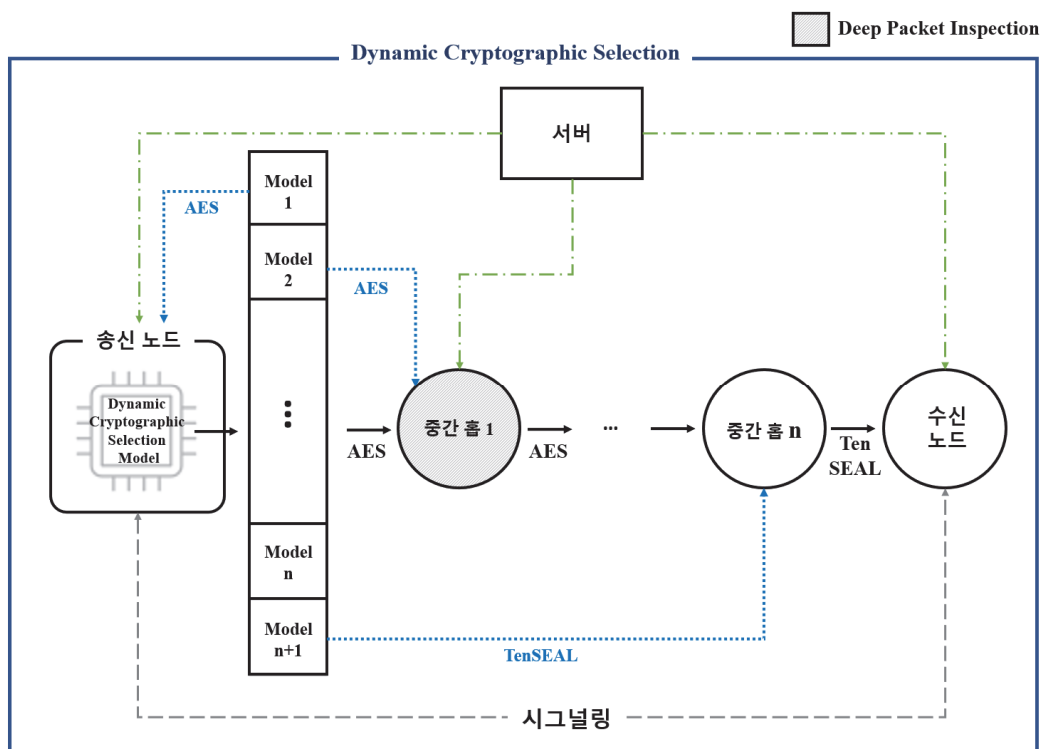 Deep Packet Inspection
Dynamic Cryptographic Selection
서버
Model
1
AES
Model
2
AES
송신 노드
Dynamic
Cryptographic
Selection
Model
⋮
AES
중간 홉 1
AES
...
중간 홉 n
Ten
SEAL
수신
노드
Model
n
Model
n+1
TenSEAL
시그널링